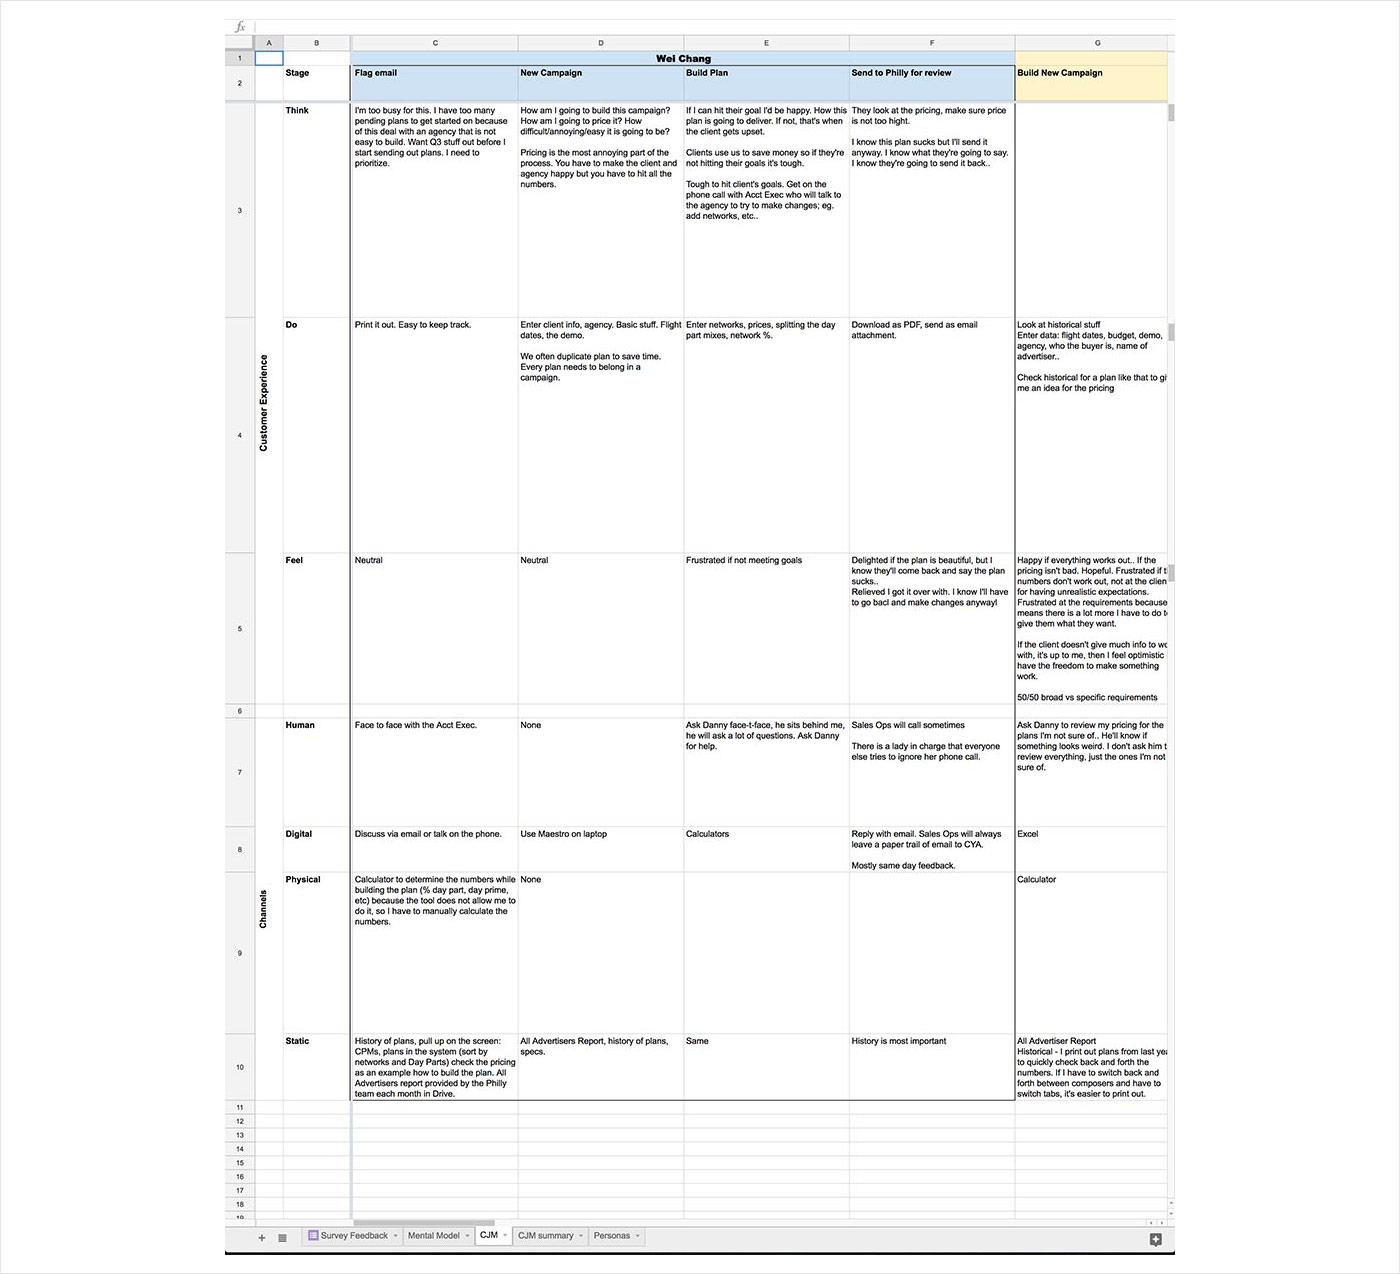 fx
A B C D E F G
1
Wei Chang
2
Stage
Flag email
New Campaign
Build Plan
Send to Philly for review
Build New Campaign
3
Customer Experience
Think
I'm too busy for this. I have too many
pending plans to get started on because
of this deal with an agency that is not
easy to build. Want Q3 stuff out before I
start sending out plans. I need to
prioritize.
How am I going to build this campaign?
How am I going to price it? How
difficult/annoying/easy it is going to be?
Pricing is the most annoying part of the
process. You have to make the client and
agency happy but you have to hit all the
numbers.
If I can hit their goal I'd be happy. How this
plan is going to deliver. If not, that's when
the client gets upset.
Clients use us to save money so if they're
not hitting their goals it's tough.
Tough to hit client's goals. Get on the
phone call with Acct Exec who will talk to
the agency to try to make changes; eg.
add networks, etc..
They look at the pricing, make sure price
is not too hight.
I know this plan sucks but I'll send it
anyway. I know what they're going to say.
I know they're going to send it back..
4
Do
Print it out. Easy to keep track.
Enter client info, agency. Basic stuff. Flight
dates, the demo.
We often duplicate plan to save time.
Every plan needs to belong in a
campaign.
Enter networks, prices, splitting the day
part mixes, network %.
Download as PDF, send as email
attachment.
Look at historical stuff
Enter data: flight dates, budget, demo,
agency, who the buyer is, name of
advertiser..
Check historical for a plan like that to gi
me an idea for the pricing
5
Feel
Neutral
Neutral
Frustrated if not meeting goals
Delighted if the plan is beautiful, but I
know they'll come back and say the plan
sucks..
Relieved I got it over with. I know I'll have
to go bacl and make changes anyway!
Happy if everything works out.. If the
pricing isn't bad. Hopeful. Frustrated if t
numbers don't work out, not at the clien
for having unrealistic expectations.
Frustrated at the requirements because
means there is a lot more I have to do t
give them what they want.
If the client doesn't give much info to wo
with, it's up to me, then I feel optimistic
have the freedom to make something
work.
50/50 broad vs specific requirements
6
7
Channels
Human
Face to face with the Acct Exec.
None
Ask Danny face-t-face, he sits behind me,
he will ask a lot of questions. Ask Danny
for help.
Sales Ops will call sometimes
There is a lady in charge that everyone
else tries to ignore her phone call.
Ask Danny to review my pricing for the
plans I'm not sure of.. He'll know if
something looks weird. I don't ask him t
review everything, just the ones I'm not
sure of.
8
Digital
Discuss via email or talk on the phone.
Use Maestro on laptop
Calculators
Reply with email. Sales Ops will always
leave a paper trail of email to CYA.
Mostly same day feedback.
Excel
9
Physical
Calculator to determine the numbers while
building the plan (% day part, day prime,
etc) because the tool does not allow me to
do it, so I have to manually calculate the
numbers.
None
Calculator
10
Static
History of plans, pull up on the screen:
CPMs, plans in the system (sort by
networks and Day Parts) check the pricing
as an example how to build the plan. All
Advertisers report provided by the Philly
team each month in Drive.
All Advertisers Report, history of plans,
specs.
Same
History is most important
All Advertiser Report
Historical - I print out plans from last yea
to quickly check back and forth the
numbers. If I have to switch back and
forth between composers and have to
switch tabs, it's easier to print out.
11
12
13
14
15
16
17
18
19
Survey Feedback
Mental Model
CJM
CJM summary
Personas